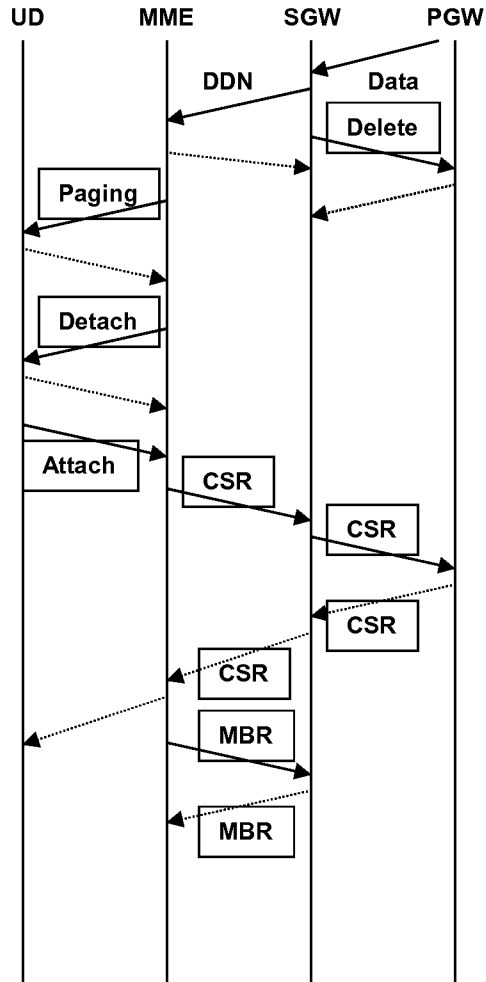 UD MME SGW PGW
DDN Data
Delete
Paging
Detach
Attach
CSR
CSR
CSR
CSR
MBR
MBR